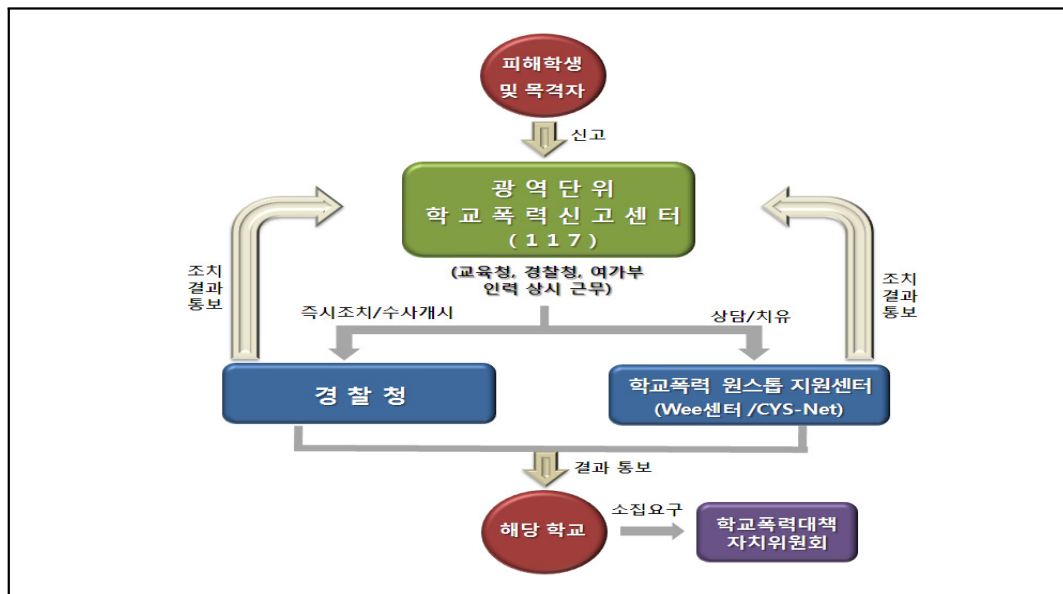 피해학생
및 목격자
신고
광역단위
학교폭력신고센터
(117)
(교육청, 경찰청, 여가부
인력 상시 근무)
조치
결과
통보
조치
결과
통보
즉시조치/수사개시
상담/치유
경찰청
학교폭력 원스톱 지원센터
(Wee센터 /CYS-Net)
결과 통보
해당 학교
소집요구
학교폭력대책
자치위원회